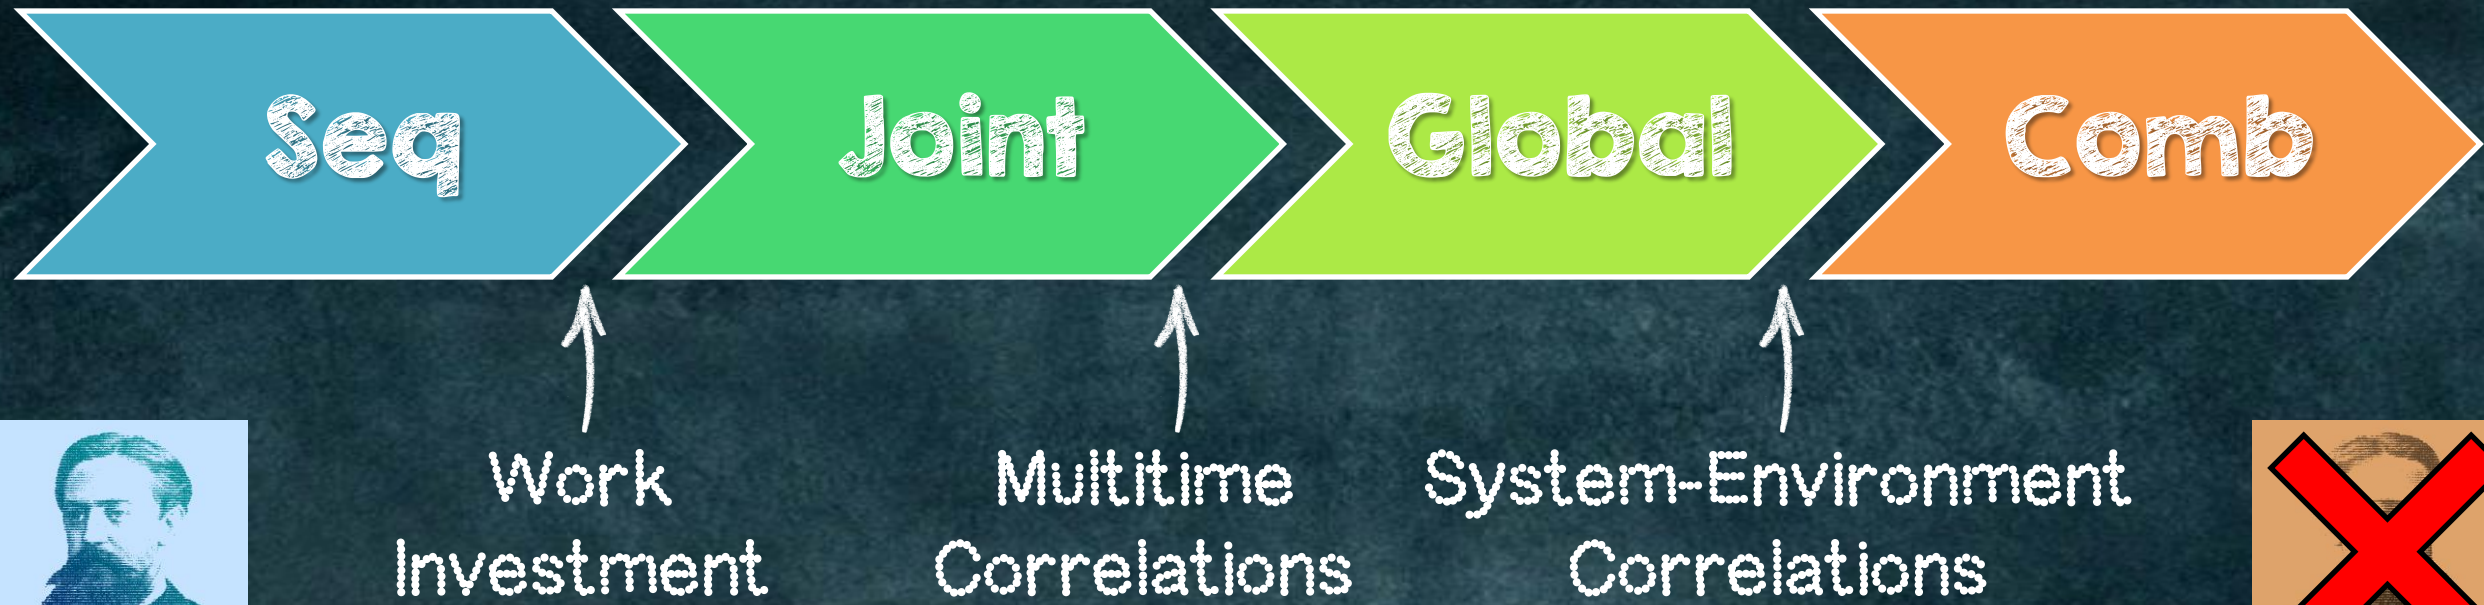 Seq
Joint
Global
Comb
Work
Investment
Multitime
Correlations
System-Environment
Correlations